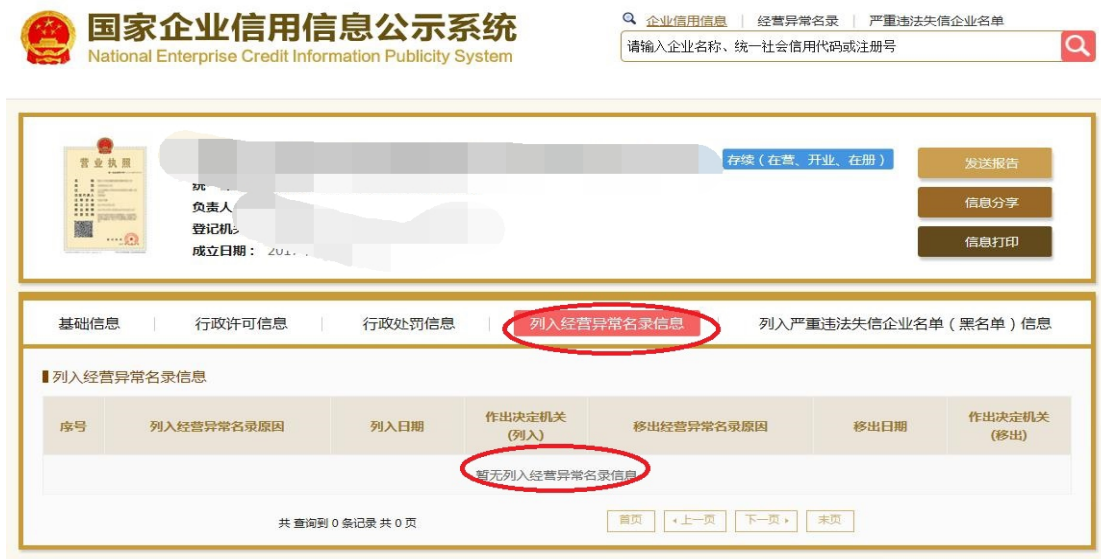 国家企业信用信息公示系统
National Enterprise Credit Information Publicity System
企业信用信息 经营异常名录 严重违法失信企业名单
请输入企业名称、统一社会信用代码或注册号
营业执照
存续（在营、开业、在册）
发送报告
统一
负责人
信息分享
登记机关
成立日期：
信息打印
基础信息 行政许可信息 行政处罚信息 列入经营异常名录信息 列入严重违法失信企业名单（黑名单）信息
列入经营异常名录信息
序号 列入经营异常名录原因 列入日期 作出决定机关(列入) 移出经营异常名录原因 移出日期 作出决定机关(移出)
暂无列入经营异常名录信息
共 查询到 0 条记录 共 0 页
首页 上一页 下一页 末页